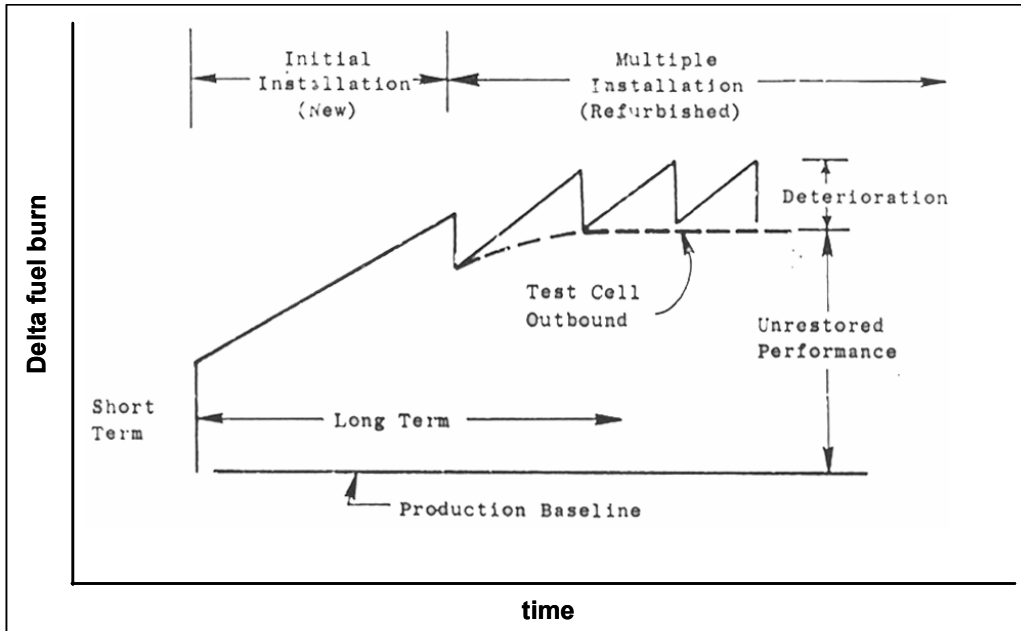 Initial
Installation
(New)
Multiple
Installation
(Refurbished)
Deterioration
Test Cell
Outbound
Unrestored
Performance
Short
Term
Long Term
Production Baseline
Delta fuel burn
time